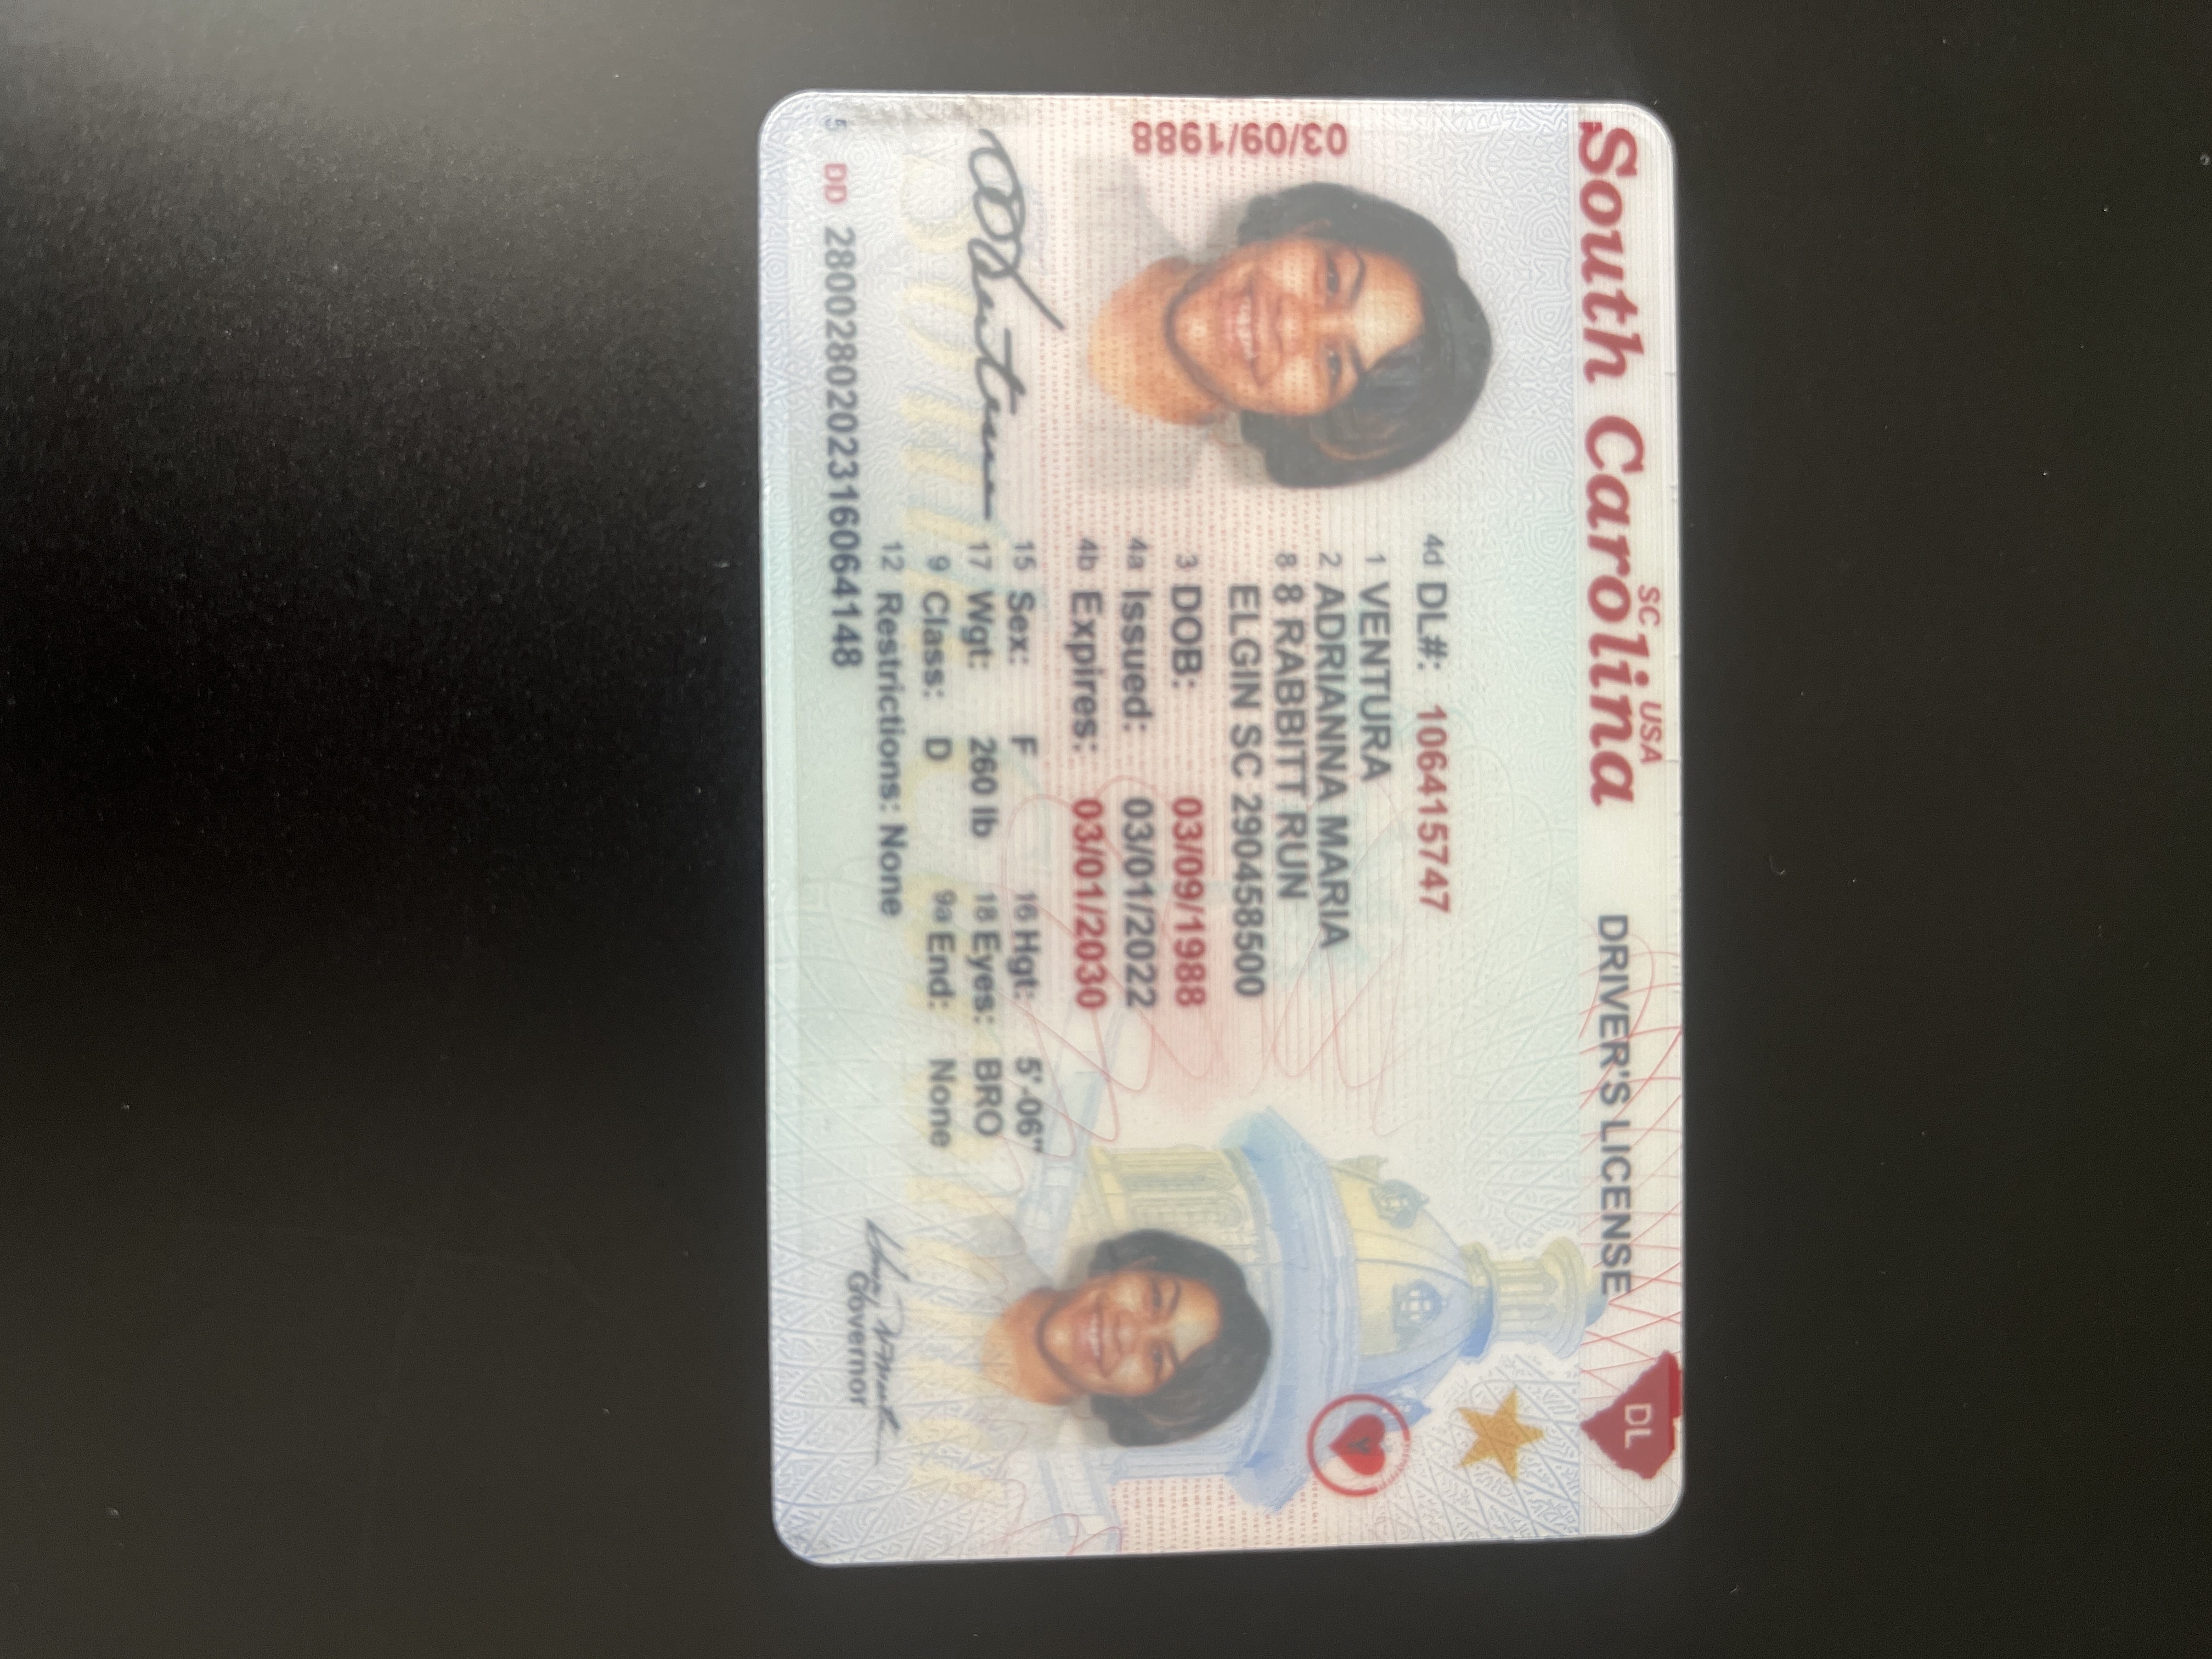 SC USA
South Carolina DRIVER'S LICENSE DL
4d DL#: 106415747
1 VENTURA
2 ADRIANNA MARIA
8 8 RABBITT RUN
ELGIN SC 290458500
3 DOB: 03/09/1988
4a Issued: 03/01/2022
4b Expires: 03/01/2030
15 Sex: F 16 Hgt: 5'-06"
17 Wgt: 260 lb 18 Eyes: BRO
9 Class: D 9a End: None
12 Restrictions: None
5 DD 2800280202316064148
03/09/1988
Y
Governor